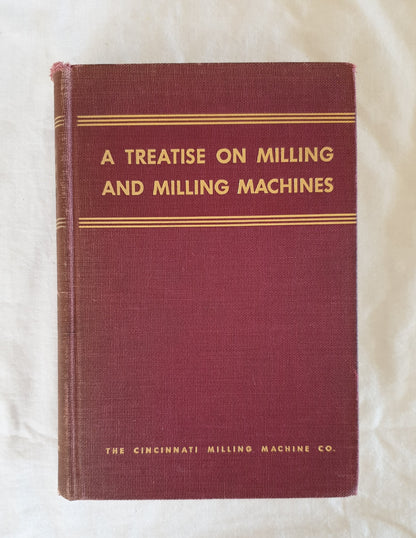 A TREATISE ON MILLING
AND MILLING MACHINES
THE CINCINNATI MILLING MACHINE CO.